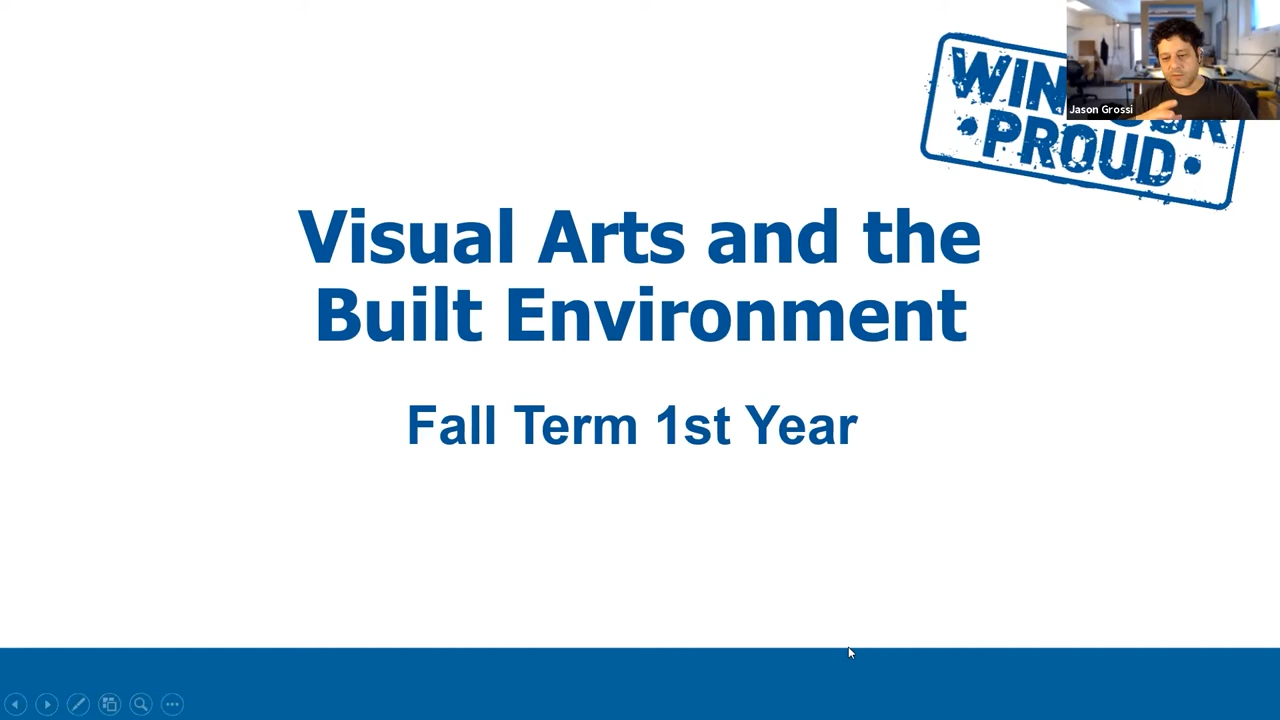 Jason Grossi
PROUD
Visual Arts and the
Built Environment
Fall Term 1st Year